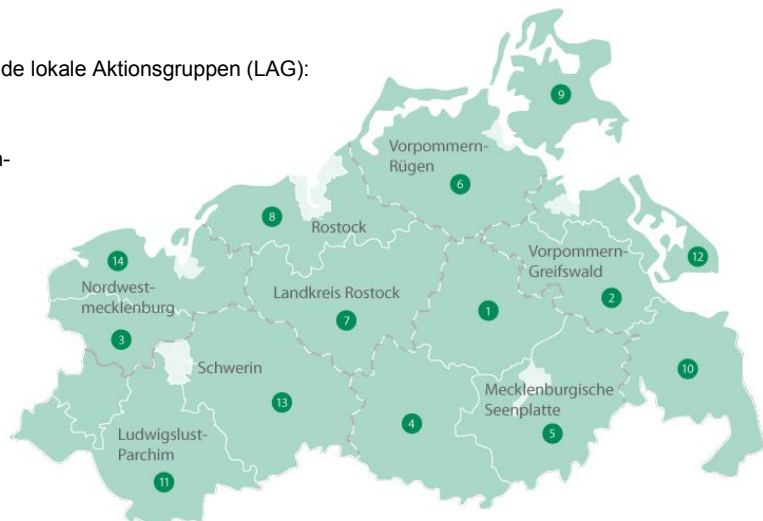 de lokale Aktionsgruppen (LAG):
n-
9
Vorpommern-
Rügen
6
8
Rostock
14
Nordwest-
mecklenburg
3
Landkreis Rostock
7
1
Vorpommern-
Greifswald
2
12
10
Schwerin
13
4
Mecklenburgische
Seenplatte
5
Ludwigslust-
Parchim
11